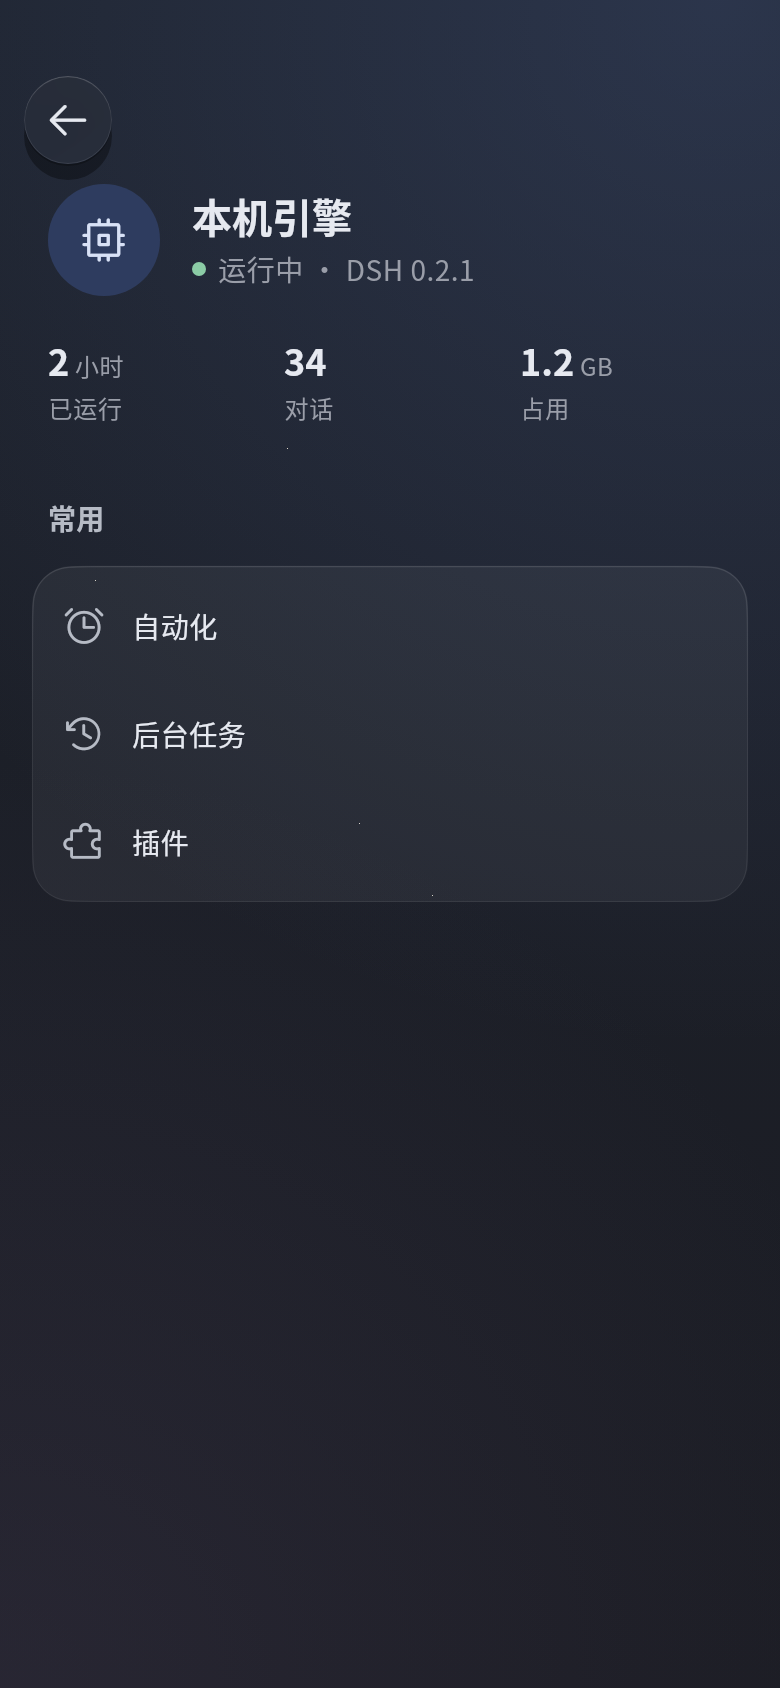 本机引擎
运行中 · DSH 0.2.1
2 小时
已运行
34
对话
1.2 GB
占用
常用
自动化
后台任务
插件